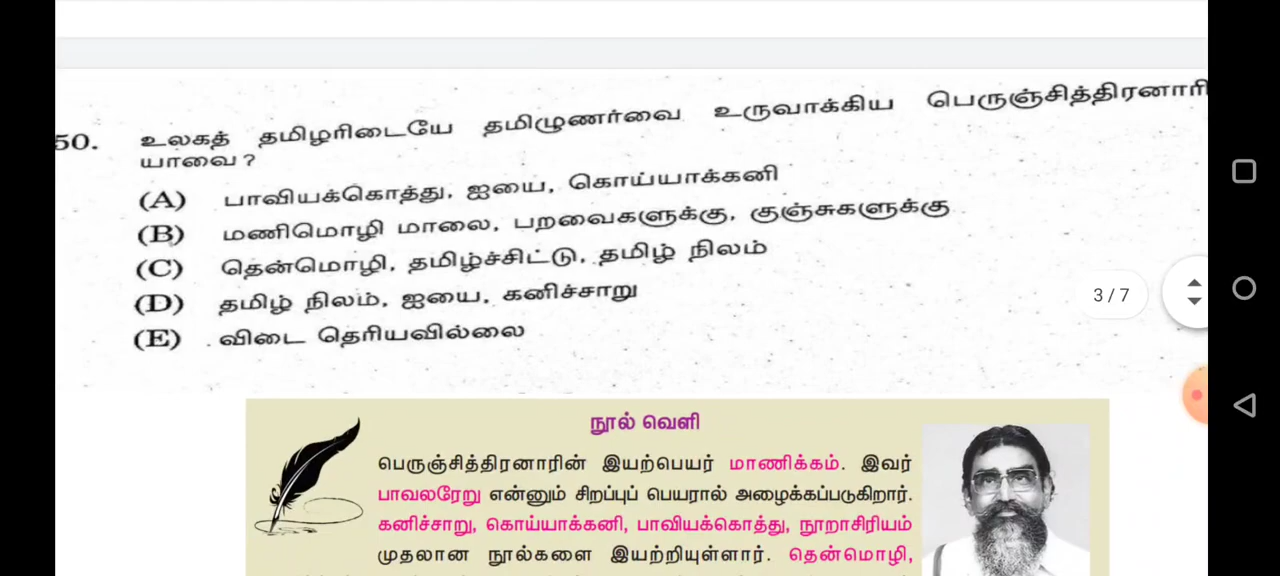 50. உலகத் தமிழரிடையே தமிழுணர்வை உருவாக்கிய பெருஞ்சித்திரனாரி
யாவை?
(A) பாவியக்கொத்து, ஐயை, கொய்யாக்கனி
(B) மணிமொழி மாலை, பறவைகளுக்கு, குஞ்சுகளுக்கு
(C) தென்மொழி, தமிழ்ச்சிட்டு, தமிழ் நிலம்
(D) தமிழ் நிலம், ஐயை, கனிச்சாறு
(E) விடை தெரியவில்லை
3/7
நூல் வெளி
பெருஞ்சித்திரனாரின் இயற்பெயர் மாணிக்கம். இவர்
பாவலரேறு என்னும் சிறப்புப் பெயரால் அழைக்கப்படுகிறார்.
கனிச்சாறு, கொய்யாக்கனி, பாவியக்கொத்து, நூறாசிரியம்
முதலான நூல்களை இயற்றியுள்ளார். தென்மொழி,